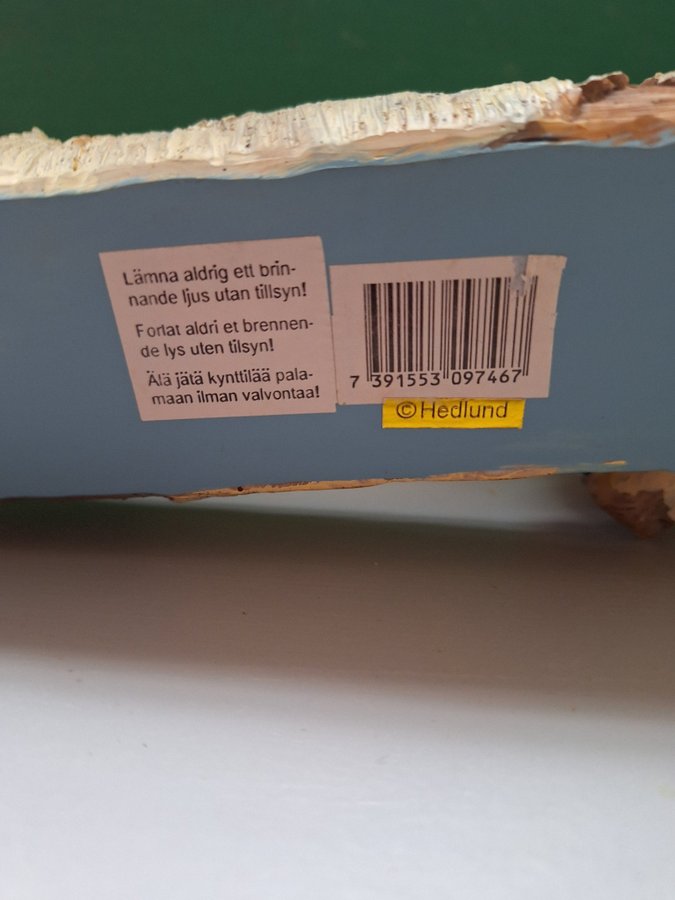 Lämna aldrig ett brin-
nande ljus utan tillsyn!
Forlat aldri et brennen-
de lys uten tilsyn!
Älä jätä kynttilää pala-
maan ilman valvontaa!
7 391553 097467
©Hedlund